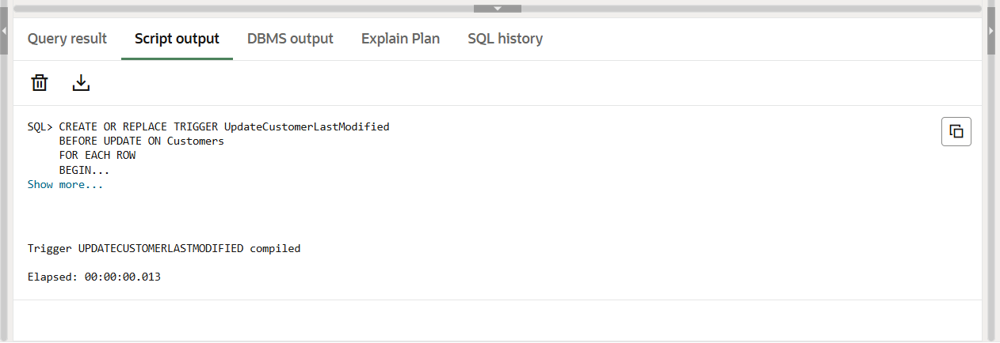 Query result Script output DBMS output Explain Plan SQL history
SQL> CREATE OR REPLACE TRIGGER UpdateCustomerLastModified
     BEFORE UPDATE ON Customers
     FOR EACH ROW
     BEGIN...
Show more...
Trigger UPDATECUSTOMERLASTMODIFIED compiled
Elapsed: 00:00:00.013